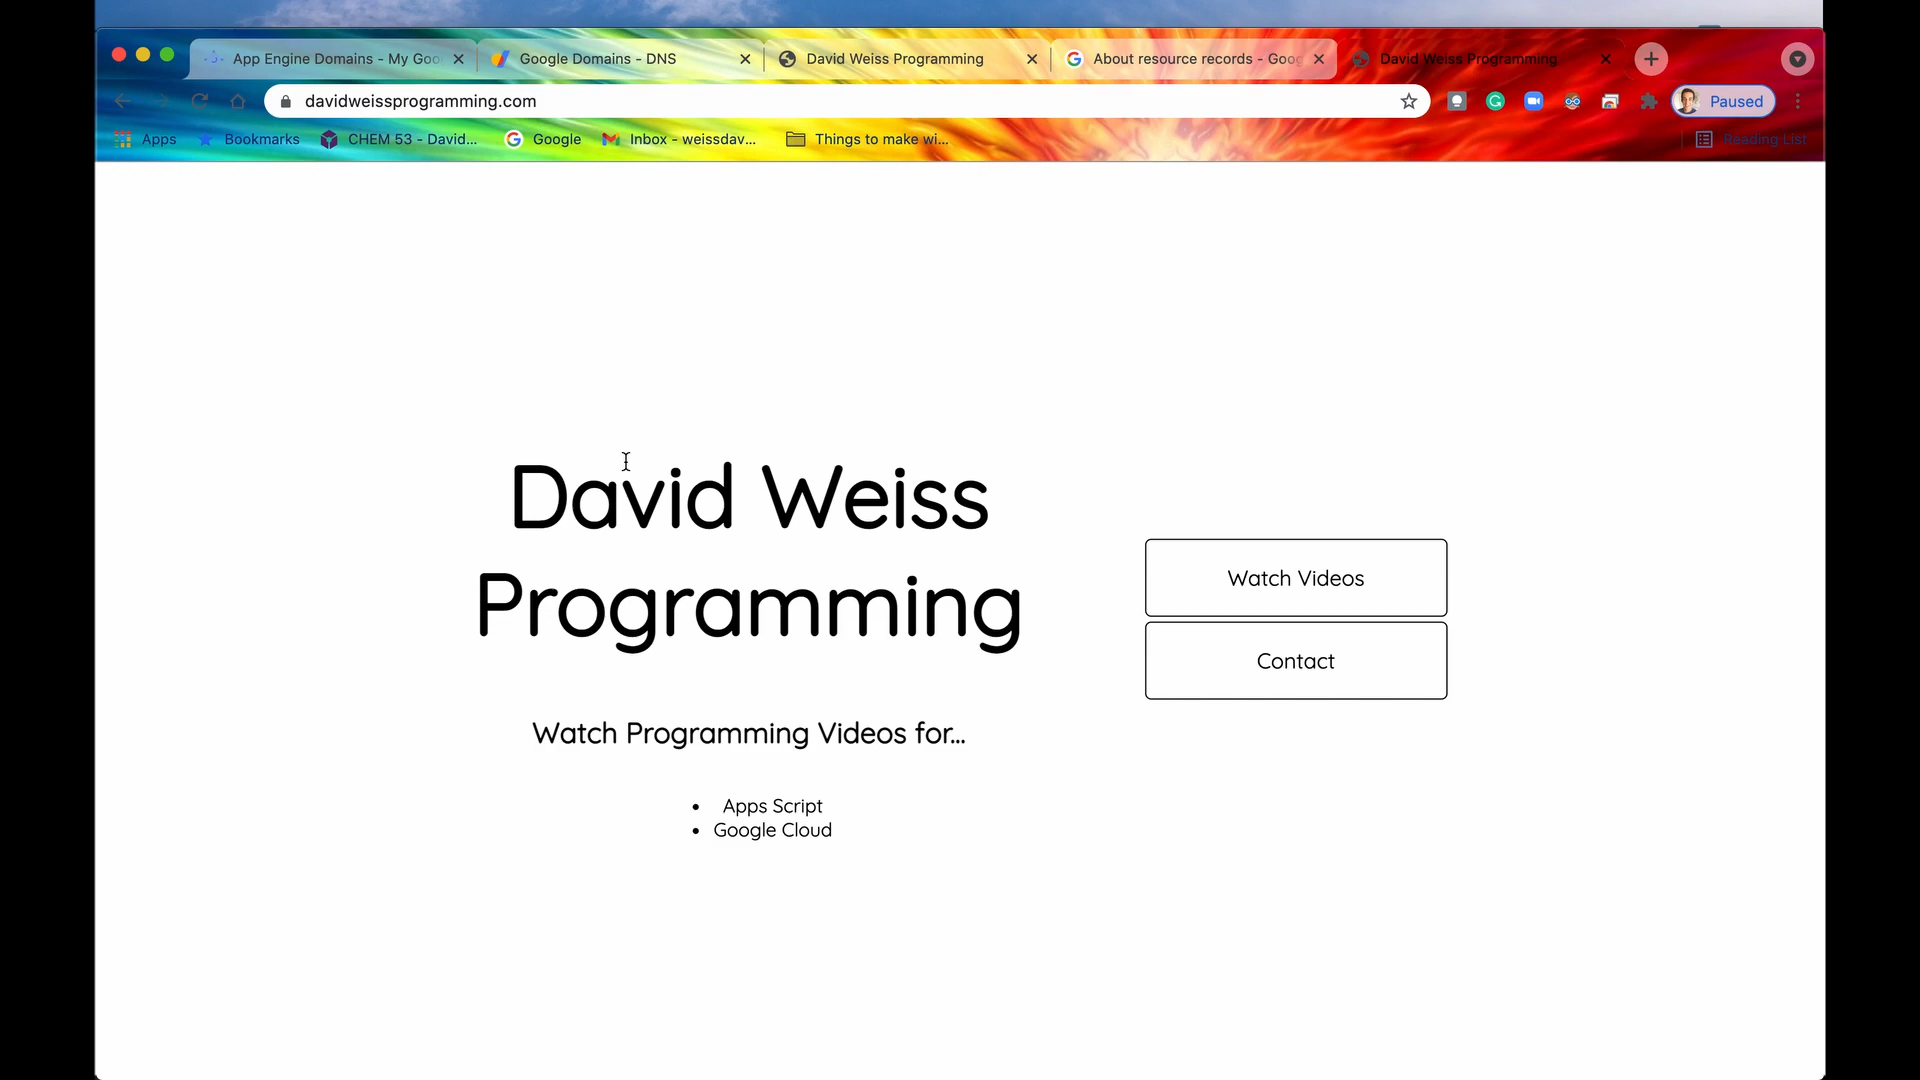 App Engine Domains - My Goo
Google Domains - DNS
David Weiss Programming
About resource records - Goog
David Weiss Programming
davidweissprogramming.com
Paused
Apps
Bookmarks
CHEM 53 - David...
Google
Inbox - weissdav...
Things to make wi...
Reading List
David Weiss
Programming
Watch Videos
Contact
Watch Programming Videos for...
• Apps Script
• Google Cloud